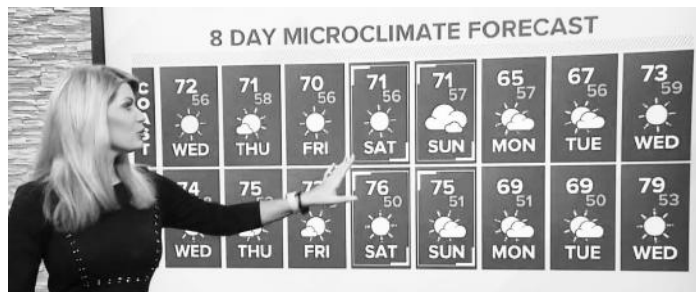 8 DAY MICROCLIMATE FORECAST
COAST
72 71 70 71 71 65 67 73
56 58 56 56 57 57 56 59
WED THU FRI SAT SUN MON TUE WED
74 75 76 75 69 69 79
50 51 51 50 53
WED THU FRI SAT SUN MON TUE WED